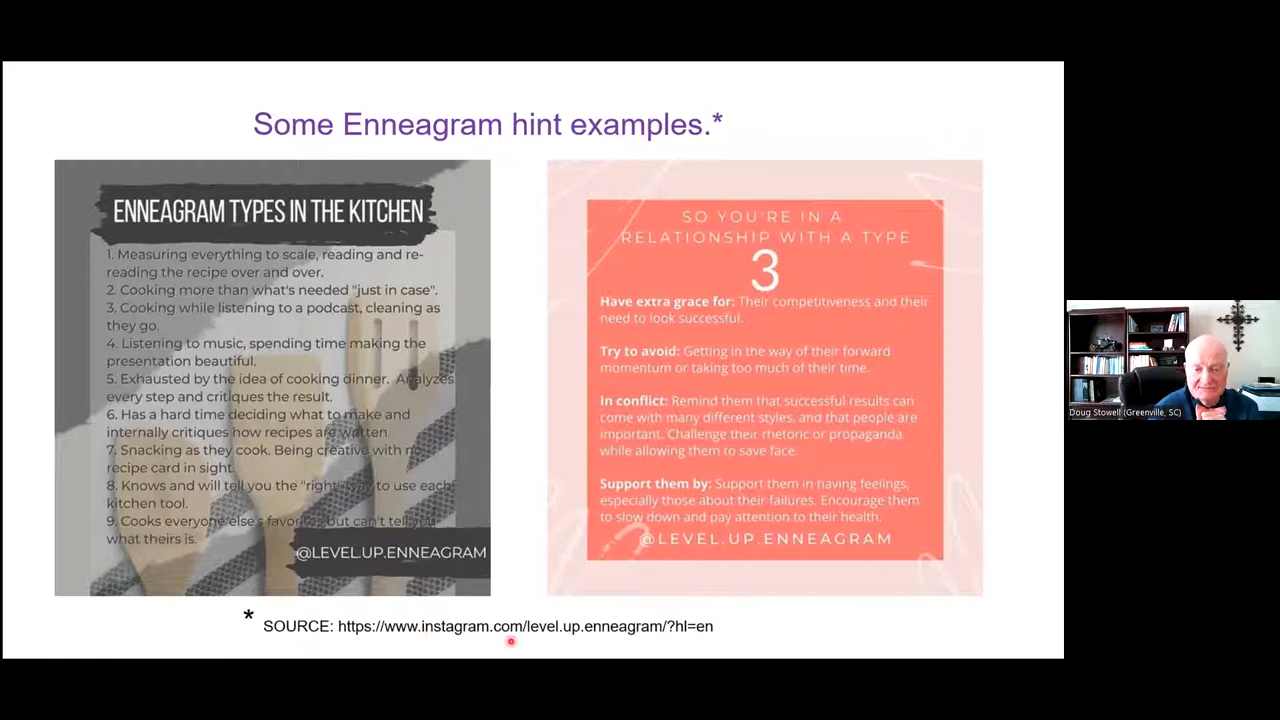 Some Enneagram hint examples.*
ENNEAGRAM TYPES IN THE KITCHEN
1. Measuring everything to scale, reading and re-
reading the recipe over and over.
2. Cooking more than what's needed "just in case".
3. Cooking while listening to a podcast, cleaning as
they go.
4. Listening to music, spending time making the
presentation beautiful.
5. Exhausted by the idea of cooking dinner. Analyzes
every step and critiques the result.
6. Has a hard time deciding what to make and
internally critiques how recipes are written.
7. Snacking as they cook. Being creative with no
recipe card in sight.
8. Knows and will tell you the "right" way to use each
kitchen tool.
9. Cooks everyone else's favorites but can't tell you
what theirs is.
@LEVEL.UP.ENNEAGRAM
SO YOU'RE IN A
RELATIONSHIP WITH A TYPE
3
Have extra grace for: Their competitiveness and their
need to look successful.
Try to avoid: Getting in the way of their forward
momentum or taking too much of their time.
In conflict: Remind them that successful results can
come with many different styles, and that people are
important. Challenge their rhetoric or propaganda
while allowing them to save face.
Support them by: Support them in having feelings,
especially those about their failures. Encourage them
to slow down and pay attention to their health.
@LEVEL.UP.ENNEAGRAM
* SOURCE: https://www.instagram.com/level.up.enneagram/?hl=en
Doug Stowell (Greenville, SC)